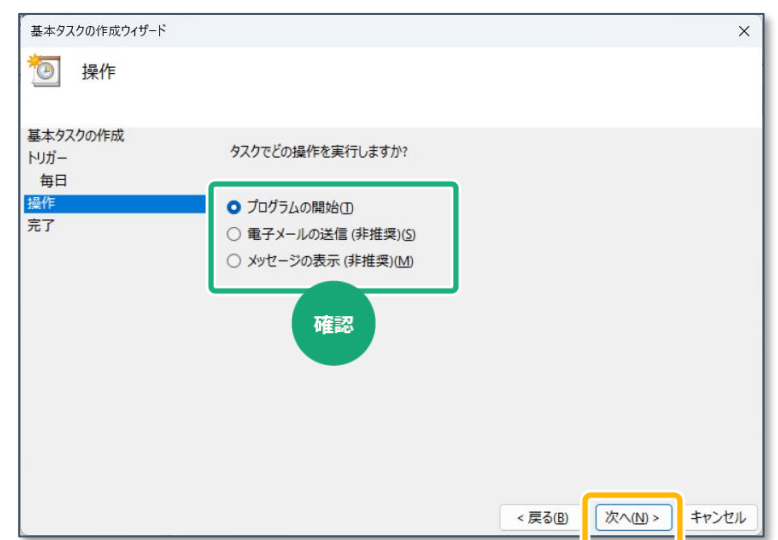 基本タスクの作成ウィザード
操作
基本タスクの作成
トリガー
毎日
操作
完了
タスクでどの操作を実行しますか?
プログラムの開始(T)
電子メールの送信 (非推奨)(S)
メッセージの表示 (非推奨)(M)
確認
< 戻る(B)
次へ(N) >
キャンセル